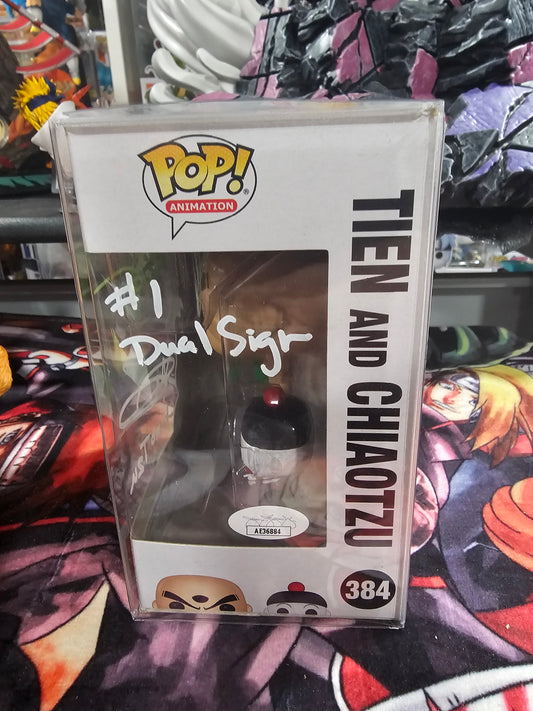 POP!
ANIMATION
#1
Dual Sign
TIEN AND CHIAOTZU
AE36884
384